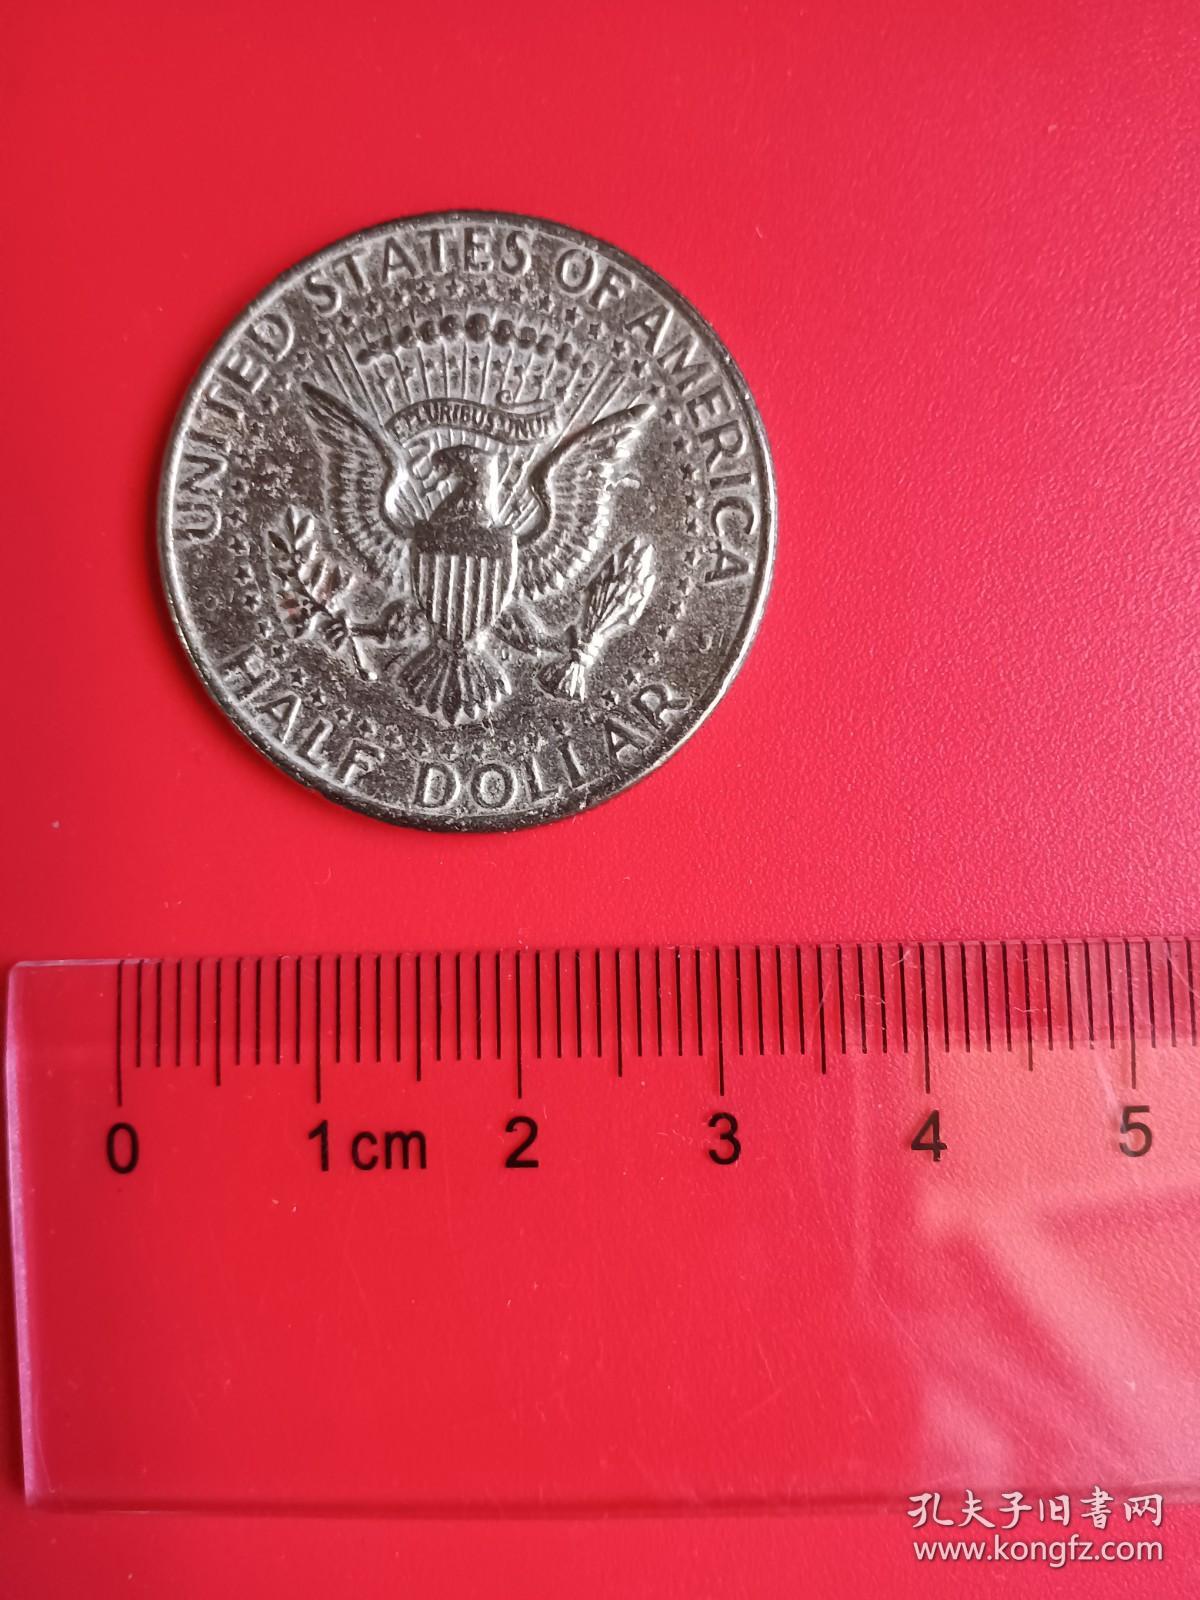 UNITED STATES OF AMERICA
E PLURIBUS UNUM
HALF DOLLAR
0 1cm 2 3 4 5
孔夫子旧书网
www.kongfz.com